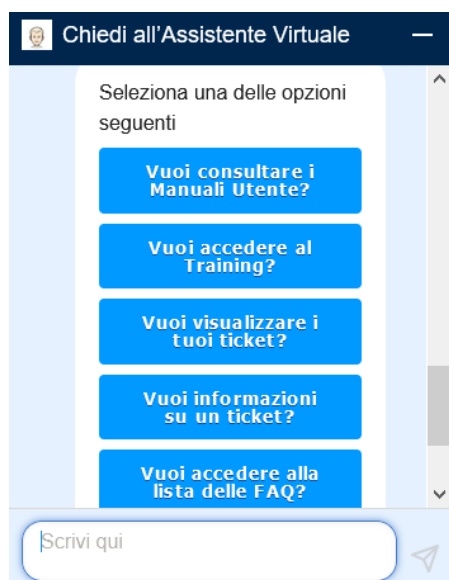 Chiedi all'Assistente Virtuale
Seleziona una delle opzioni
seguenti
Vuoi consultare i
Manuali Utente?
Vuoi accedere al
Training?
Vuoi visualizzare i
tuoi ticket?
Vuoi informazioni
su un ticket?
Vuoi accedere alla
lista delle FAQ?
Scrivi qui